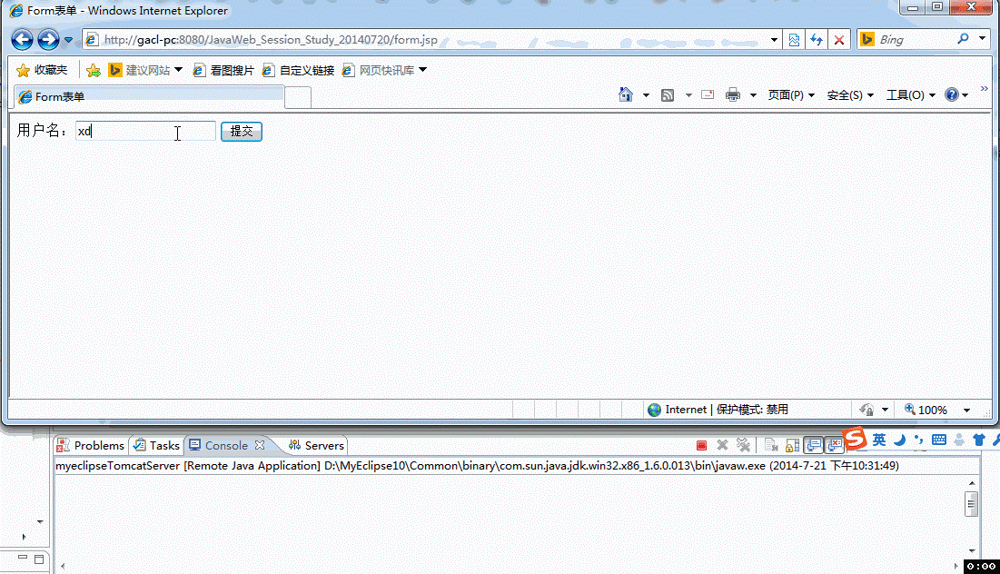 Form表单 - Windows Internet Explorer
http://gacl-pc:8080/JavaWeb_Session_Study_20140720/form.jsp
Bing
收藏夹 建议网站 看图搜片 自定义链接 网页快讯库
Form表单
页面(P) 安全(S) 工具(O)
用户名： xd 提交
Internet | 保护模式: 禁用
100%
Problems Tasks Console Servers
英
myeclipseTomcatServer [Remote Java Application] D:\MyEclipse10\Common\binary\com.sun.java.jdk.win32.x86_1.6.0.013\bin\javaw.exe (2014-7-21 下午10:31:49)
0:00